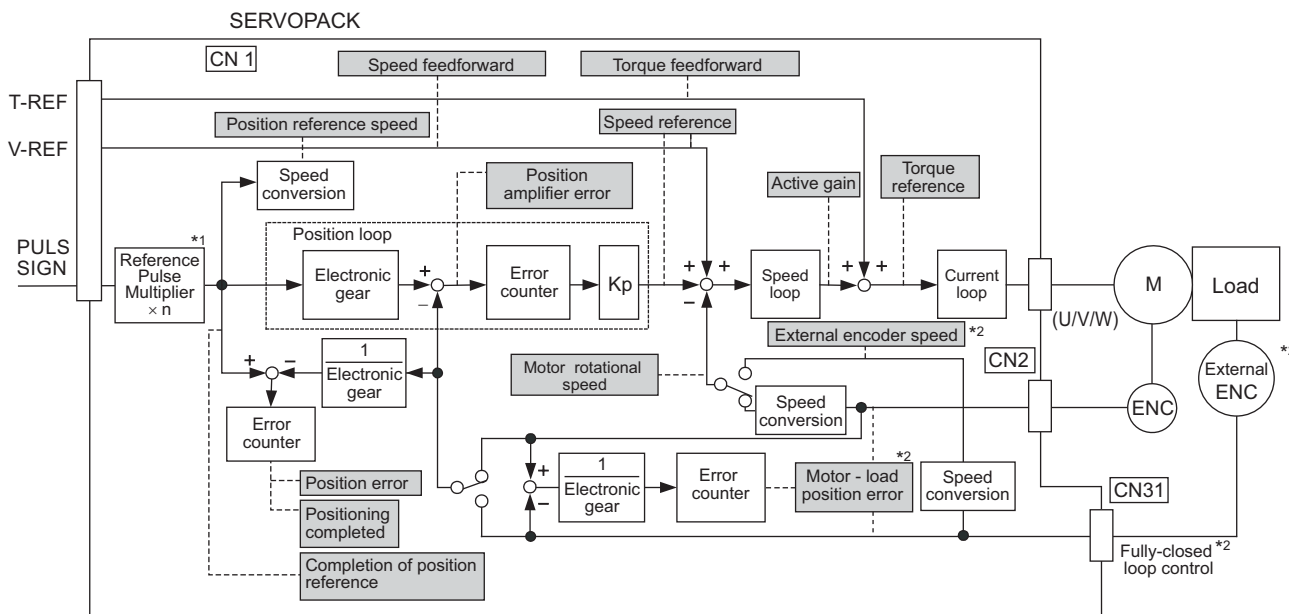 SERVOPACK
CN 1
Speed feedforward
Torque feedforward
T-REF
Position reference speed
Speed reference
V-REF
Speed
conversion
Position
amplifier error
Active gain
Torque
reference
PULS
SIGN
*1
Reference
Pulse
Multiplier
× n
Position loop
Electronic
gear
+
−
Error
counter
Kp
+
+
−
Speed
loop
+
+
Current
loop
(U/V/W)
M
Load
External encoder speed
*2
CN2
Motor rotational
speed
External
ENC
+
−
1
Electronic
gear
Speed
conversion
ENC
Error
counter
*2
Position error
+
−
1
Electronic
gear
Error
counter
Motor - load
position error
Speed
conversion
CN31
Positioning
completed
Completion of position
reference
Fully-closed
loop control
*2